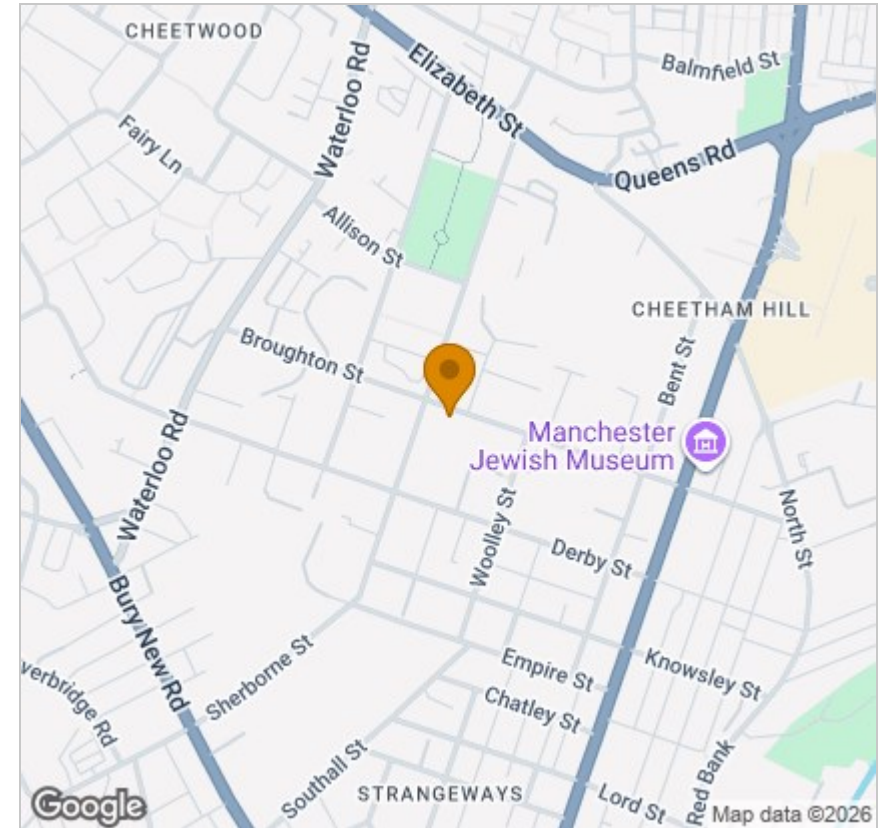 CHEETWOOD
Waterloo Rd
Elizabeth St
Balmfield St
Fairy Ln
Queens Rd
Allison St
CHEETHAM HILL
Broughton St
Bent St
Manchester
Jewish Museum
Waterloo Rd
Woolley St
North St
Derby St
Bury New Rd
Sherborne St
Empire St
Knowsley St
Chatley St
verbridge Rd
Southall St
STRANGEWAYS
Lord St
Red Bank
Google
Map data ©2026